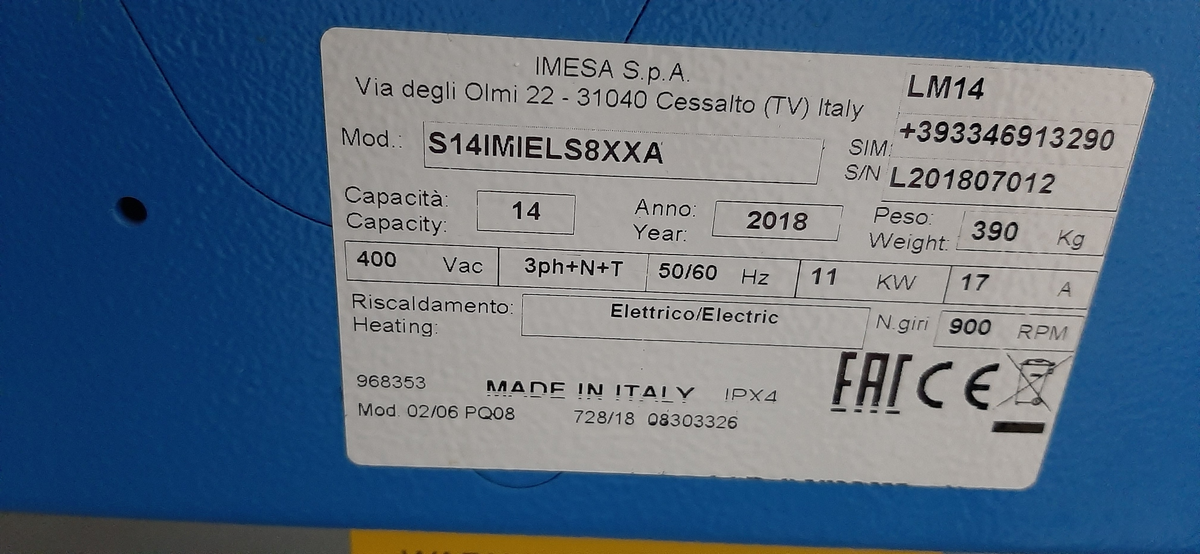 IMESA S.p.A.
Via degli Olmi 22 - 31040 Cessalto (TV) Italy
LM14
Mod.: S14IMIELS8XXA
SIM: +393346913290
S/N L201807012
Capacità:
Capacity: 14
Anno:
Year: 2018
Peso:
Weight: 390 Kg
400 Vac 3ph+N+T 50/60 Hz 11 KW 17 A
Riscaldamento:
Heating: Elettrico/Electric
N.giri 900 RPM
968353 MADE IN ITALY IPX4
EAC CE
Mod. 02/06 PQ08 728/18 08303326